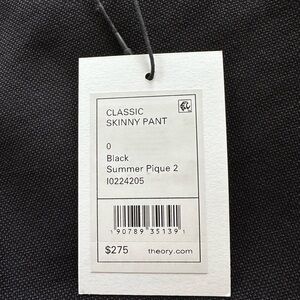 CLASSIC
SKINNY PANT
0
Black
Summer Pique 2
I0224205
1 90789 35139 1
$275 theory.com